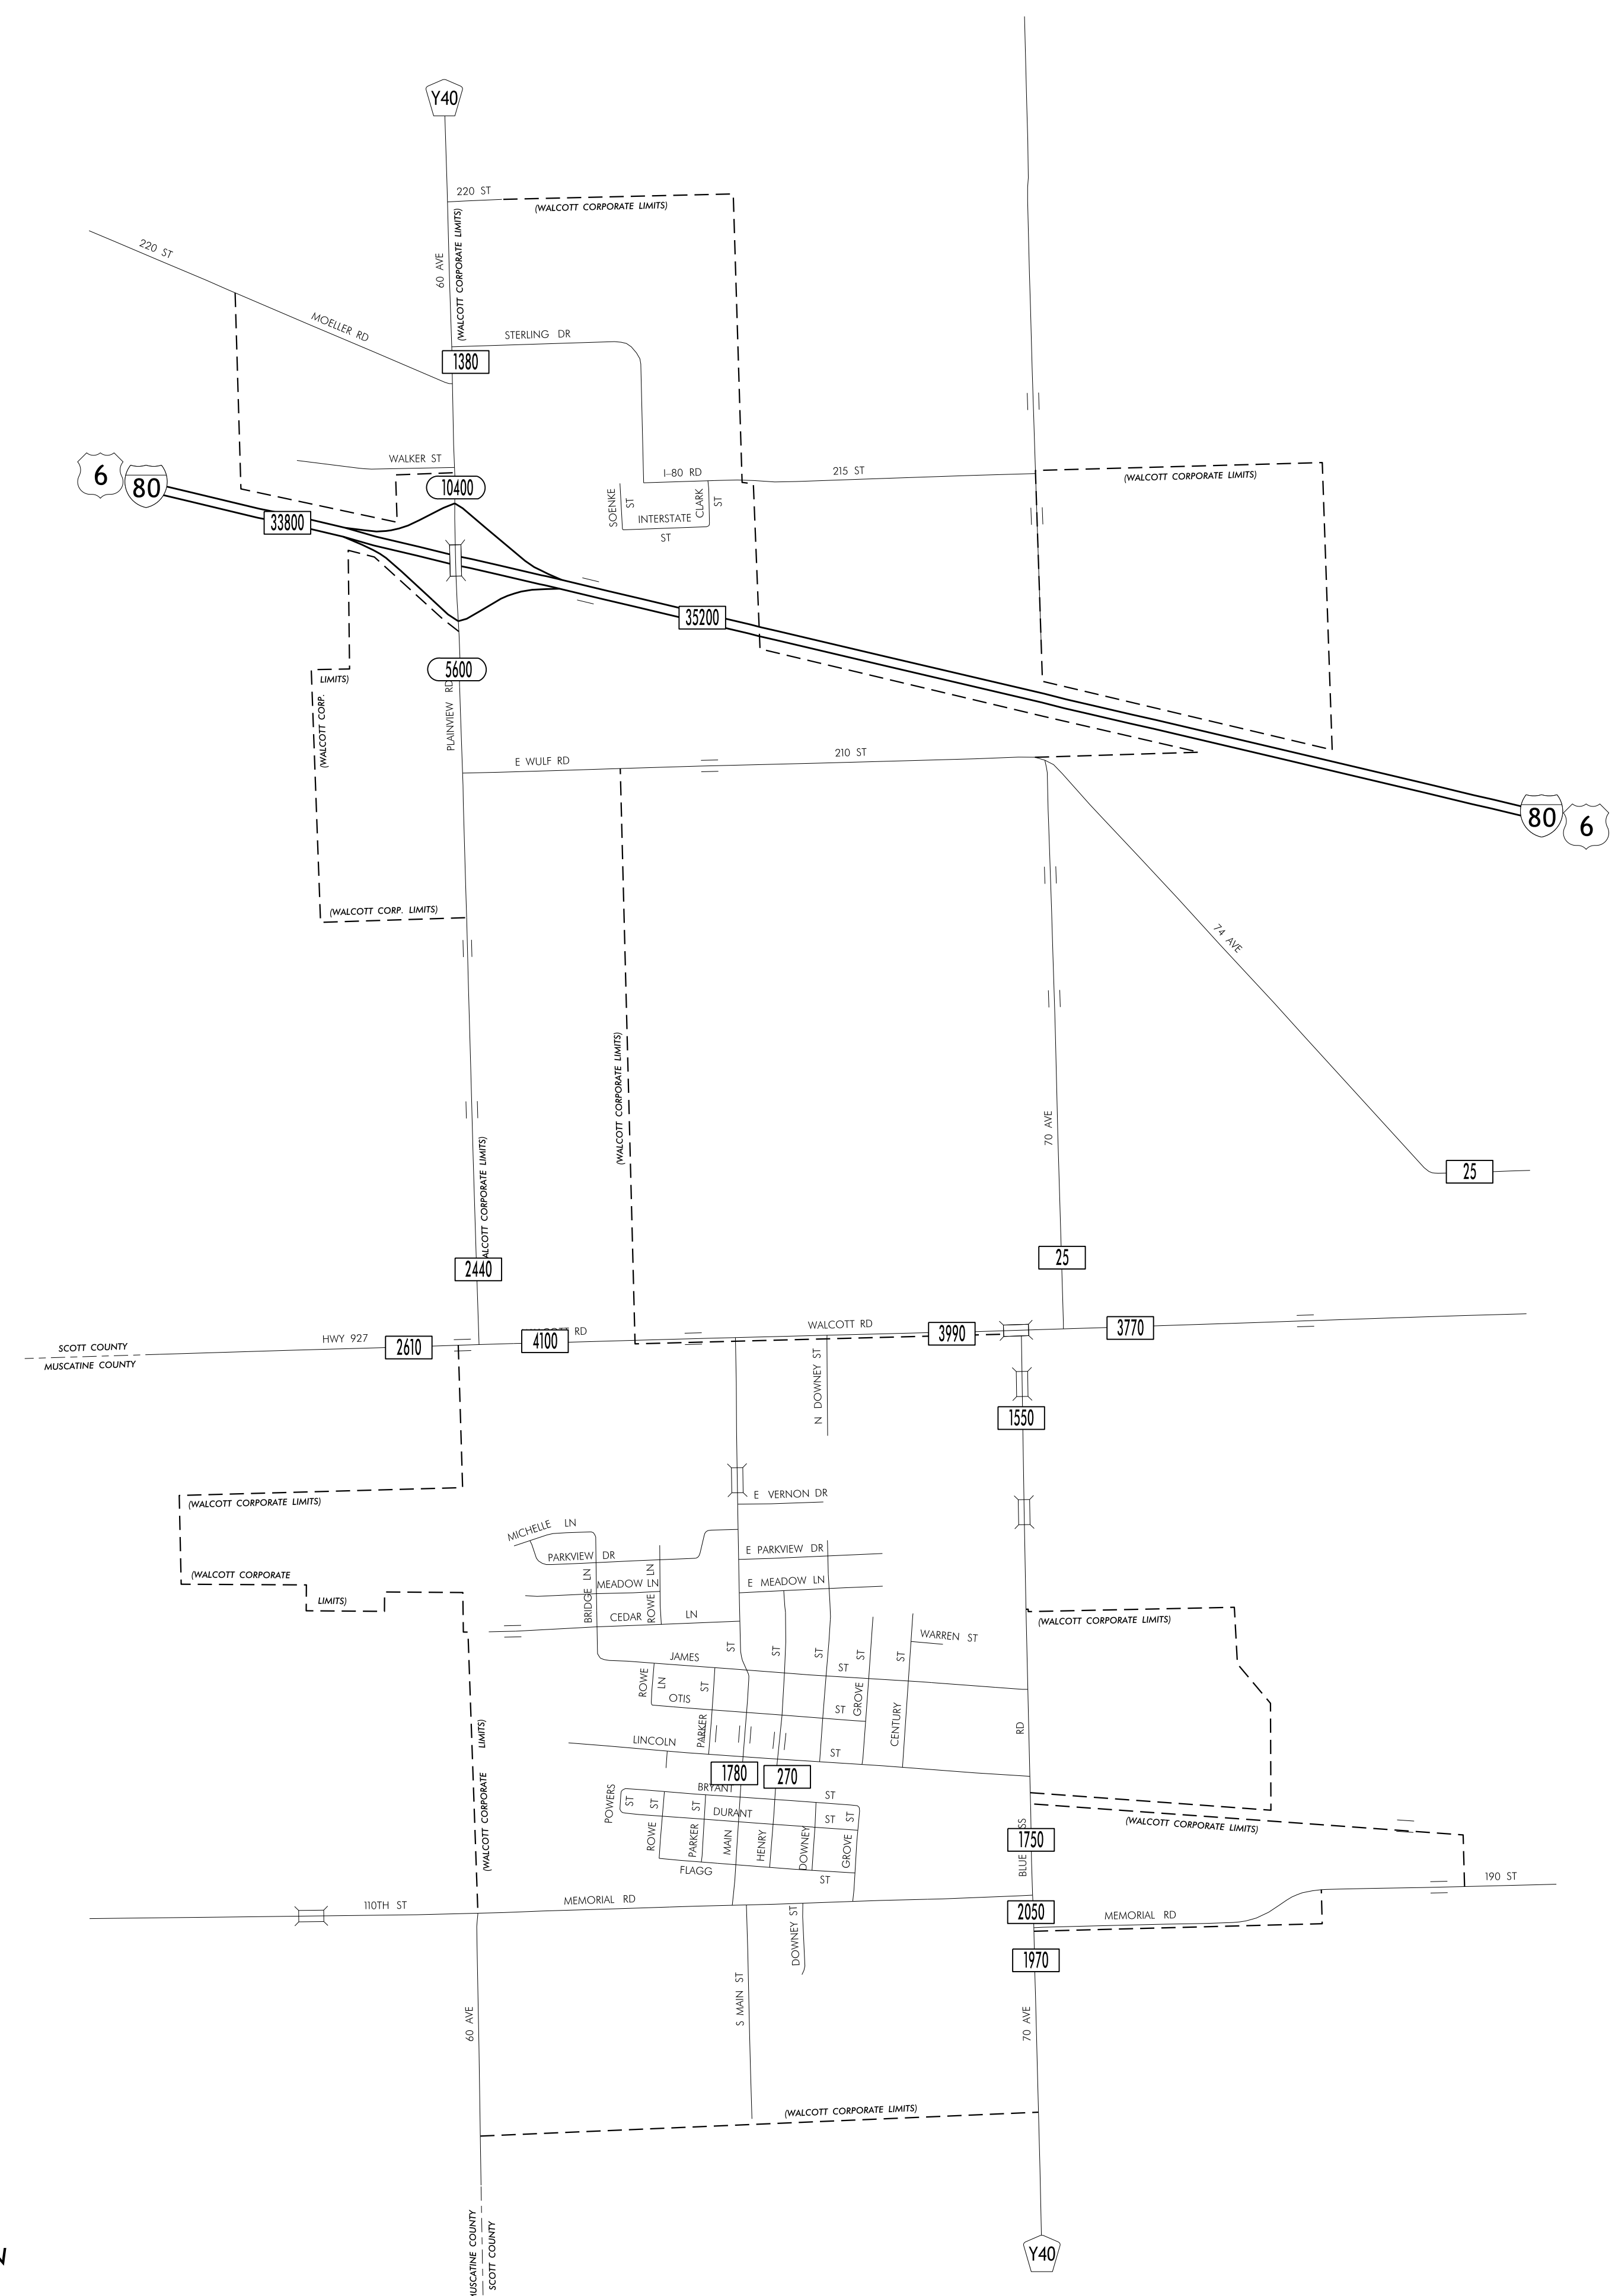 Y40
220 ST
(WALCOTT CORPORATE LIMITS)
(WALCOTT CORPORATE LIMITS)
60 AVE
220 ST
MOELLER RD
STERLING DR
1380
WALKER ST
6
80
10400
33800
I-80 RD
215 ST
(WALCOTT CORPORATE LIMITS)
SOENKE ST
CLARK ST
INTERSTATE ST
35200
LIMITS)
(WALCOTT CORP.
5600
PLAINVIEW RD
E WULF RD
210 ST
80
6
(WALCOTT CORP. LIMITS)
74 AVE
(WALCOTT CORPORATE LIMITS)
70 AVE
ALCOTT CORPORATE LIMITS)
25
25
2440
SCOTT COUNTY
MUSCATINE COUNTY
HWY 927
2610
4100
RD
WALCOTT RD
3990
3770
N DOWNEY ST
1550
(WALCOTT CORPORATE LIMITS)
E VERNON DR
MICHELLE LN
PARKVIEW DR
E PARKVIEW DR
BRIDGE LN
MEADOW LN
ROWE LN
E MEADOW LN
(WALCOTT CORPORATE
LIMITS)
CEDAR LN
ST
ST
ST
ST
ST
WARREN ST
(WALCOTT CORPORATE LIMITS)
JAMES ST
ROWE LN
OTIS ST
PARKER ST
GROVE
CENTURY
RD
LINCOLN ST
(WALCOTT CORPORATE LIMITS)
1780
270
BRYANT ST
POWERS ST
DURANT ST
ROWE ST
PARKER ST
MAIN
HENRY
DOWNEY
GROVE ST
FLAGG ST
BLUE
SS
1750
(WALCOTT CORPORATE LIMITS)
190 ST
110TH ST
MEMORIAL RD
2050
MEMORIAL RD
DOWNEY ST
1970
60 AVE
S MAIN ST
70 AVE
(WALCOTT CORPORATE LIMITS)
MUSCATINE COUNTY
SCOTT COUNTY
Y40